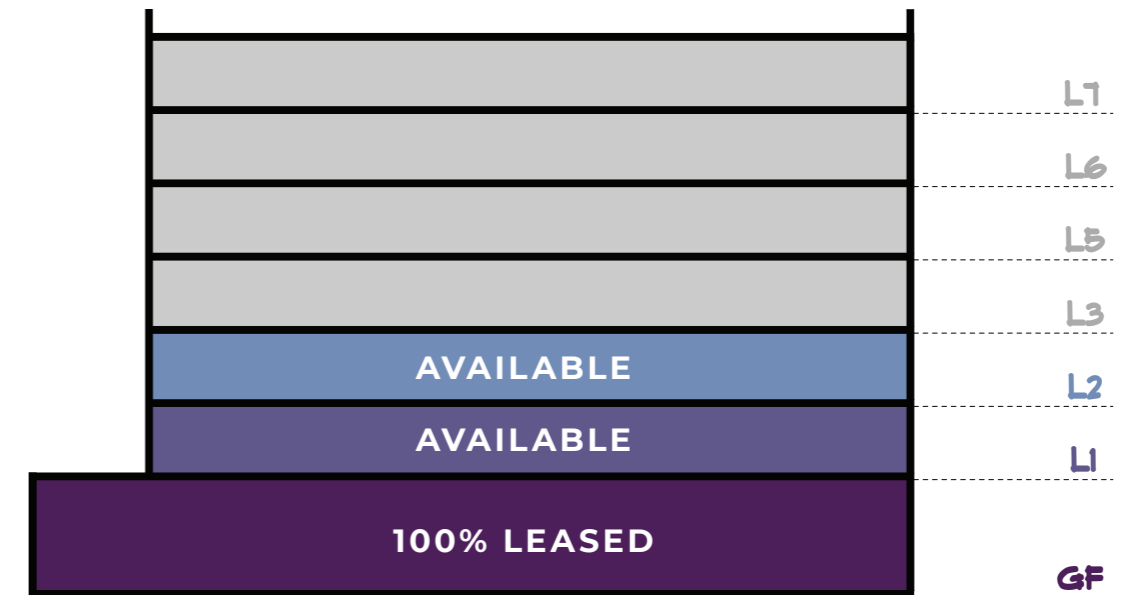 L7
L6
L5
L3
AVAILABLE L2
AVAILABLE L1
100% LEASED
GF